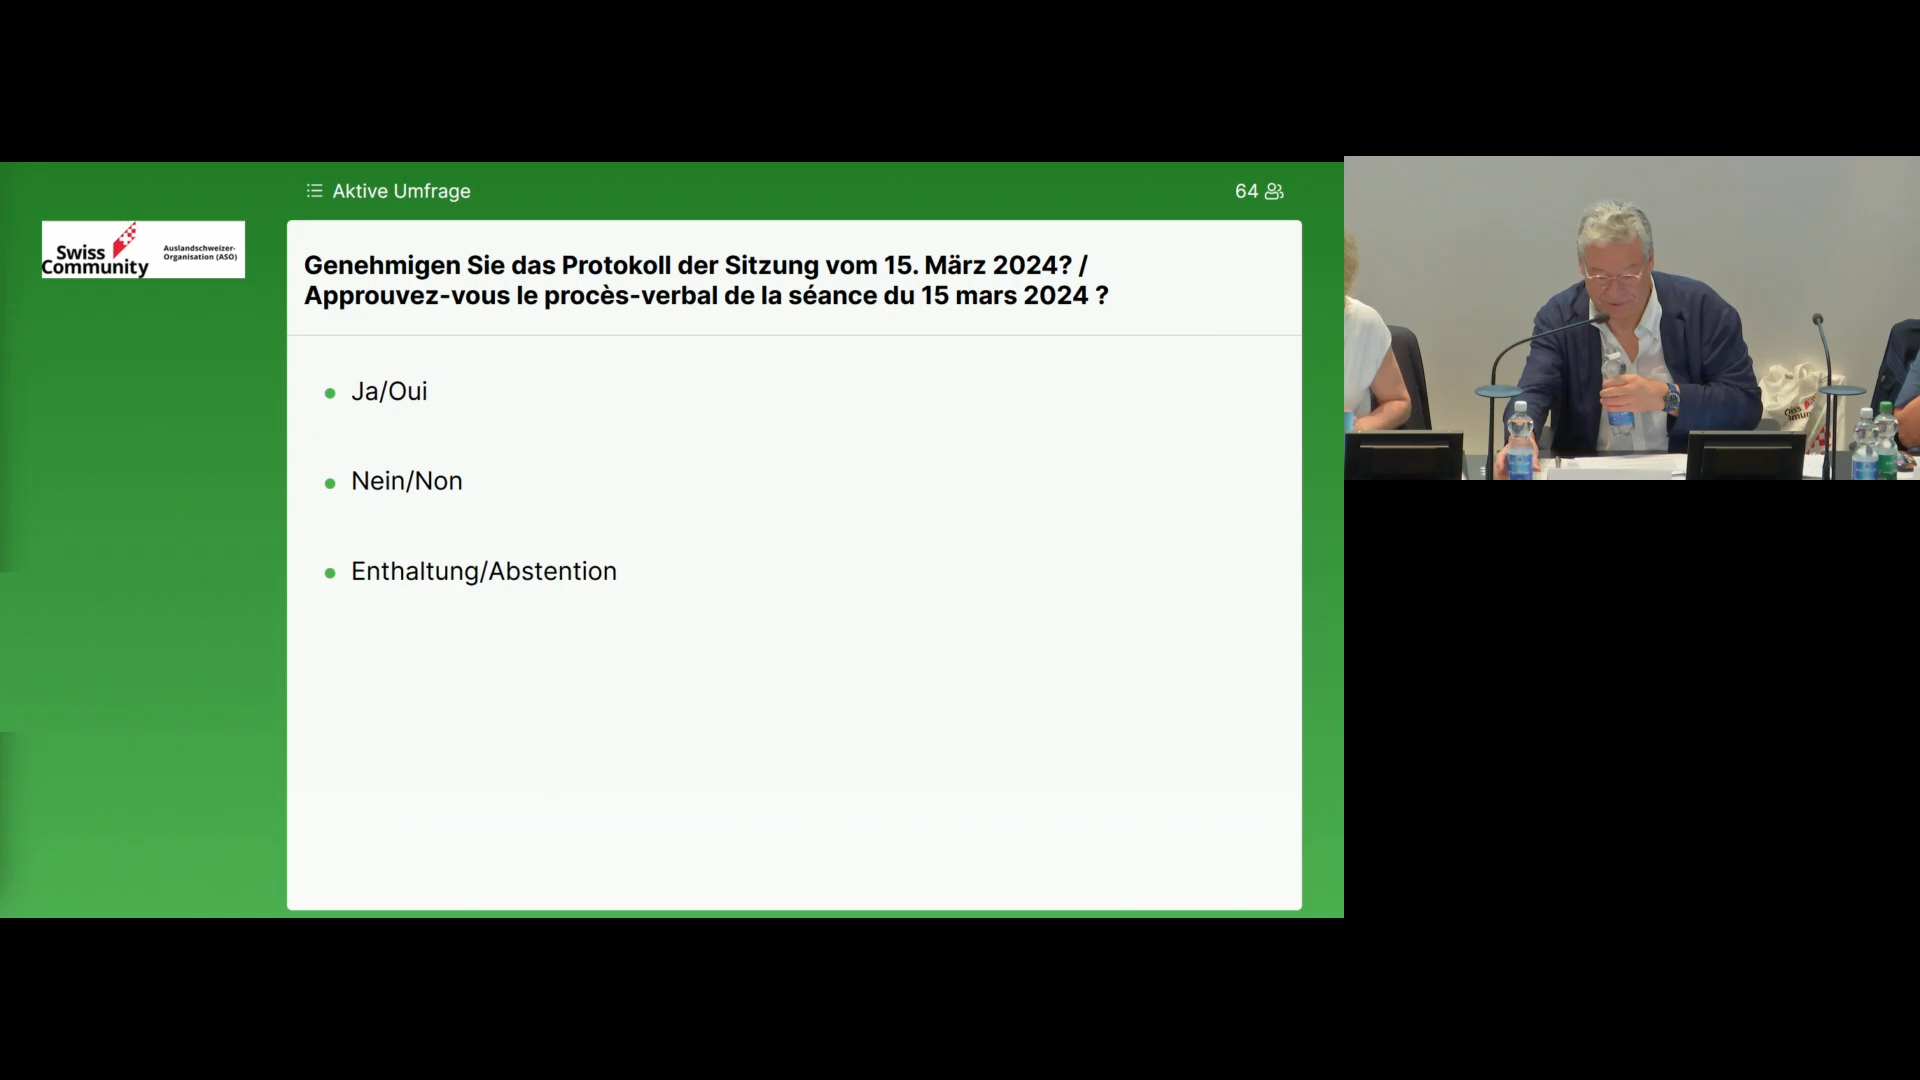 Aktive Umfrage
64
Swiss
Community
Auslandschweizer-
Organisation (ASO)
Genehmigen Sie das Protokoll der Sitzung vom 15. März 2024? /
Approuvez-vous le procès-verbal de la séance du 15 mars 2024 ?
Ja/Oui
Nein/Non
Enthaltung/Abstention